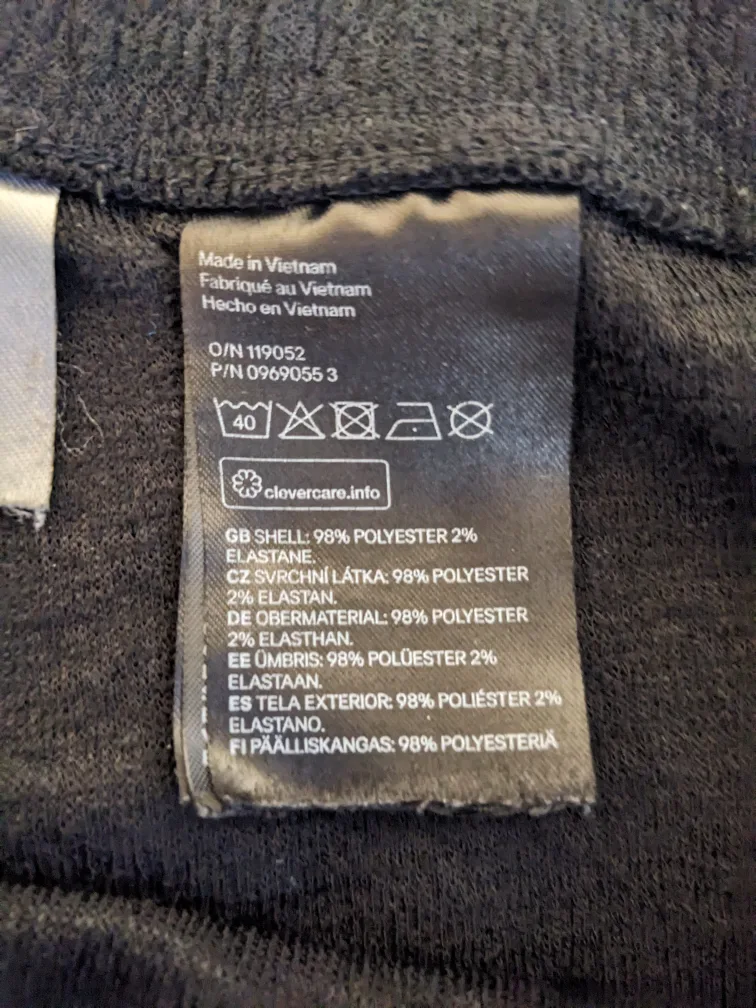 Made in Vietnam
Fabriqué au Vietnam
Hecho en Vietnam
O/N 119052
P/N 0969055 3
40
clevercare.info
GB SHELL: 98% POLYESTER 2%
ELASTANE.
CZ SVRCHNÍ LÁTKA: 98% POLYESTER
2% ELASTAN.
DE OBERMATERIAL: 98% POLYESTER
2% ELASTHAN.
EE ÜMBRIS: 98% POLÜESTER 2%
ELASTAAN.
ES TELA EXTERIOR: 98% POLIÉSTER 2%
ELASTANO.
FI PÄÄLLISKANGAS: 98% POLYESTERIÄ